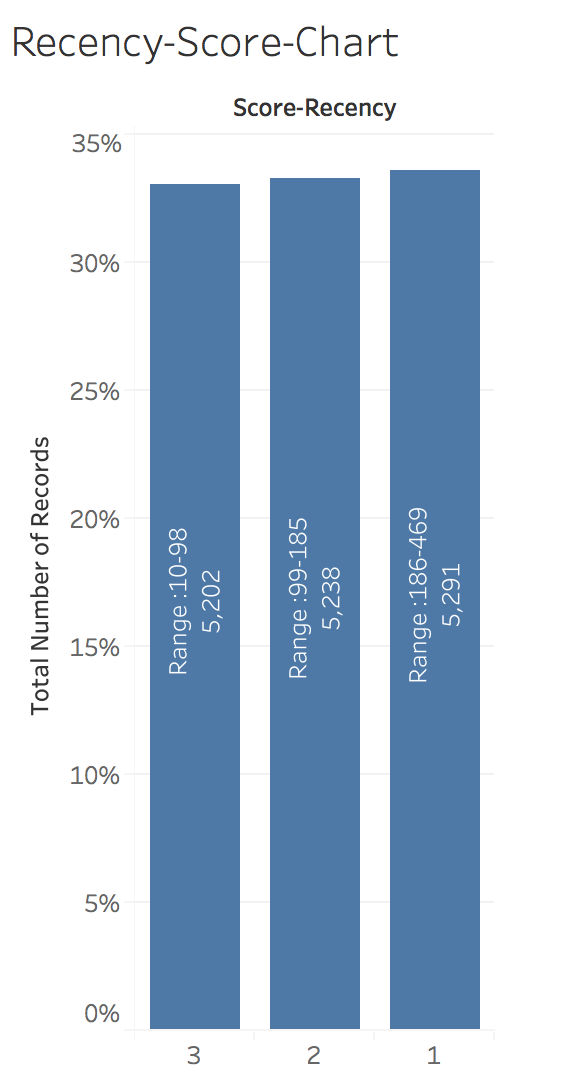 Recency-Score-Chart
Score-Recency
35%
30%
25%
20%
15%
10%
5%
0%
Total Number of Records
Range :10-98
5,202
Range :99-185
5,238
Range :186-469
5,291
3
2
1